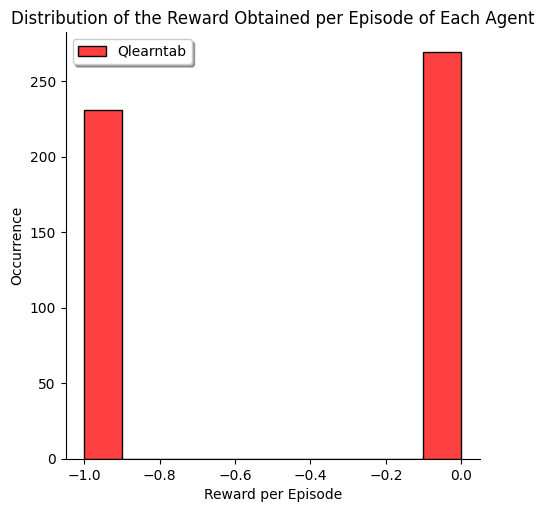 Distribution of the Reward Obtained per Episode of Each Agent
Qlearntab
250
200
150
100
50
0
Occurrence
−1.0 −0.8 −0.6 −0.4 −0.2 0.0
Reward per Episode